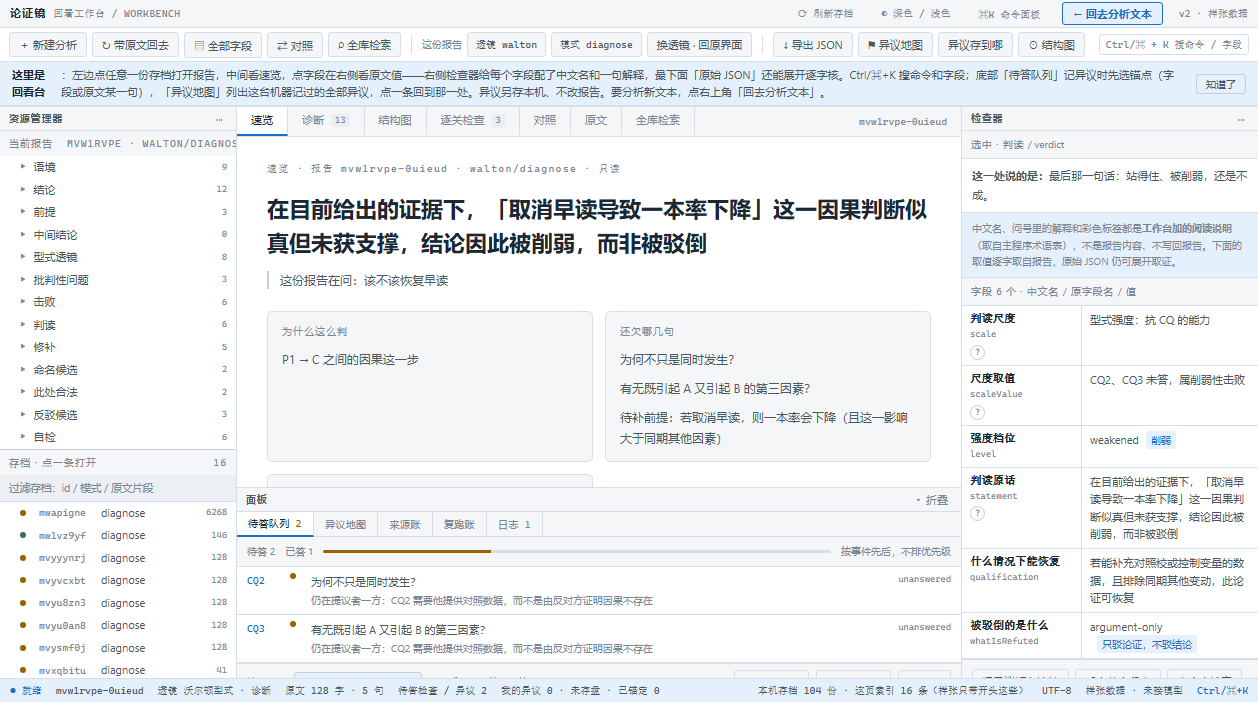 论证镜 回看工作台 / WORKBENCH
刷新存档 深色 / 浅色 ⌘K 命令面板 ←回去分析文本 v2 · 样张数据
+ 新建分析 ↻ 带原文回去 全部字段 ⇄ 对照 全库检索 这份报告 透镜 walton 模式 diagnose 换透镜 · 回原界面 ↓ 导出 JSON 异议地图 异议存到哪 ⊙ 结构图 Ctrl/⌘ + K 搜命令 / 字段
这里是回看台
：左边点任意一份存档打开报告，中间看速览，点字段在右侧看原文值——右侧检查器给每个字段配了中文名和一句解释，最下面「原始 JSON」还能展开逐字核。Ctrl/⌘+K 搜命令和字段；底部「待答队列」记异议时先选锚点（字
段或原文某一句），「异议地图」列出这台机器记过的全部异议，点一条回到那一处。异议另存本机、不改报告。要分析新文本，点右上角「回去分析文本」。
知道了
资源管理器 …
当前报告 MVW1RVPE · WALTON/DIAGNOS
▸ 语境 9
▸ 结论 12
▸ 前提 3
▸ 中间结论 0
▸ 型式透镜 8
▸ 批判性问题 3
▸ 击败 6
▸ 判读 6
▸ 修补 5
▸ 命名候选 2
▸ 此处合法 2
▸ 反驳候选 3
▸ 自检 6
存档 · 点一条打开 16
过滤存档：id / 模式 / 原文片段
mwapigne diagnose 6268
mw1vz9yf diagnose 146
mvyyynrj diagnose 128
mvyvcxbt diagnose 128
mvyu8zn3 diagnose 128
mvyu0an8 diagnose 128
mvysmf0j diagnose 128
mvxqbitu diagnose 41
速览 诊断 13 结构图 逐关检查 3 对照 原文 全库检索 mvw1rvpe-0uieud
速览 · 报告 mvw1rvpe-0uieud · walton/diagnose · 只读
在目前给出的证据下，「取消早读导致一本率下降」这一因果判断似
真但未获支撑，结论因此被削弱，而非被驳倒
这份报告在问：该不该恢复早读
为什么这么判
P1 → C 之间的因果这一步
还欠哪几句
为何不只是同时发生？
有无既引起 A 又引起 B 的第三因素？
待补前提：若取消早读，则一本率会下降（且这一影响
大于同期其他因素）
面板 折叠
待答队列 2 异议地图 来源账 复跑账 日志 1
待答 2 已答 1 按事件先后，不排优先级
CQ2 为何不只是同时发生？ unanswered
仍在提议者一方：CQ2 需要他提供对照数据，而不是由反对方证明因果不存在
CQ3 有无既引起 A 又引起 B 的第三因素？ unanswered
仍在提议者一方：CQ2 需要他提供对照数据，而不是由反对方证明因果不存在
检查器 …
选中 · 判读 / verdict
这一处说的是：最后那一句话：站得住、被削弱，还是不
成。
中文名、问号里的解释和彩色标签都是工作台加的阅读说明
（取自主程序术语表），不是报告内容、不写回报告。下面的
取值逐字取自报告，原始 JSON 仍可展开取证。
字段 6 个 · 中文名 / 原字段名 / 值
判读尺度 型式强度：抗 CQ 的能力
scale
?
尺度取值 CQ2、CQ3 未答，属削弱性击败
scaleValue
?
强度档位 weakened 削弱
level
判读原话 在目前给出的证据下，「取消早
statement 读导致一本率下降」这一因果判
? 断似真但未获支撑，结论因此被
削弱，而非被驳倒
什么情况下能恢复 若能补充对照校或控制变量的数
qualification 据，且排除同期其他变动，此论
证可恢复
被驳倒的是什么 argument-only
whatIsRefuted 只驳论证，不驳结论
● 就绪 mvw1rvpe-0uieud 透镜 沃尔顿型式 · 诊断 原文 128 字 · 5 句 待答检查 / 异议 2 我的异议 0 · 未存盘 · 已锚定 0 本机存档 104 份 · 这页索引 16 条（样张只带开头这些） UTF-8 样张数据 · 未接模型 Ctrl/⌘+K